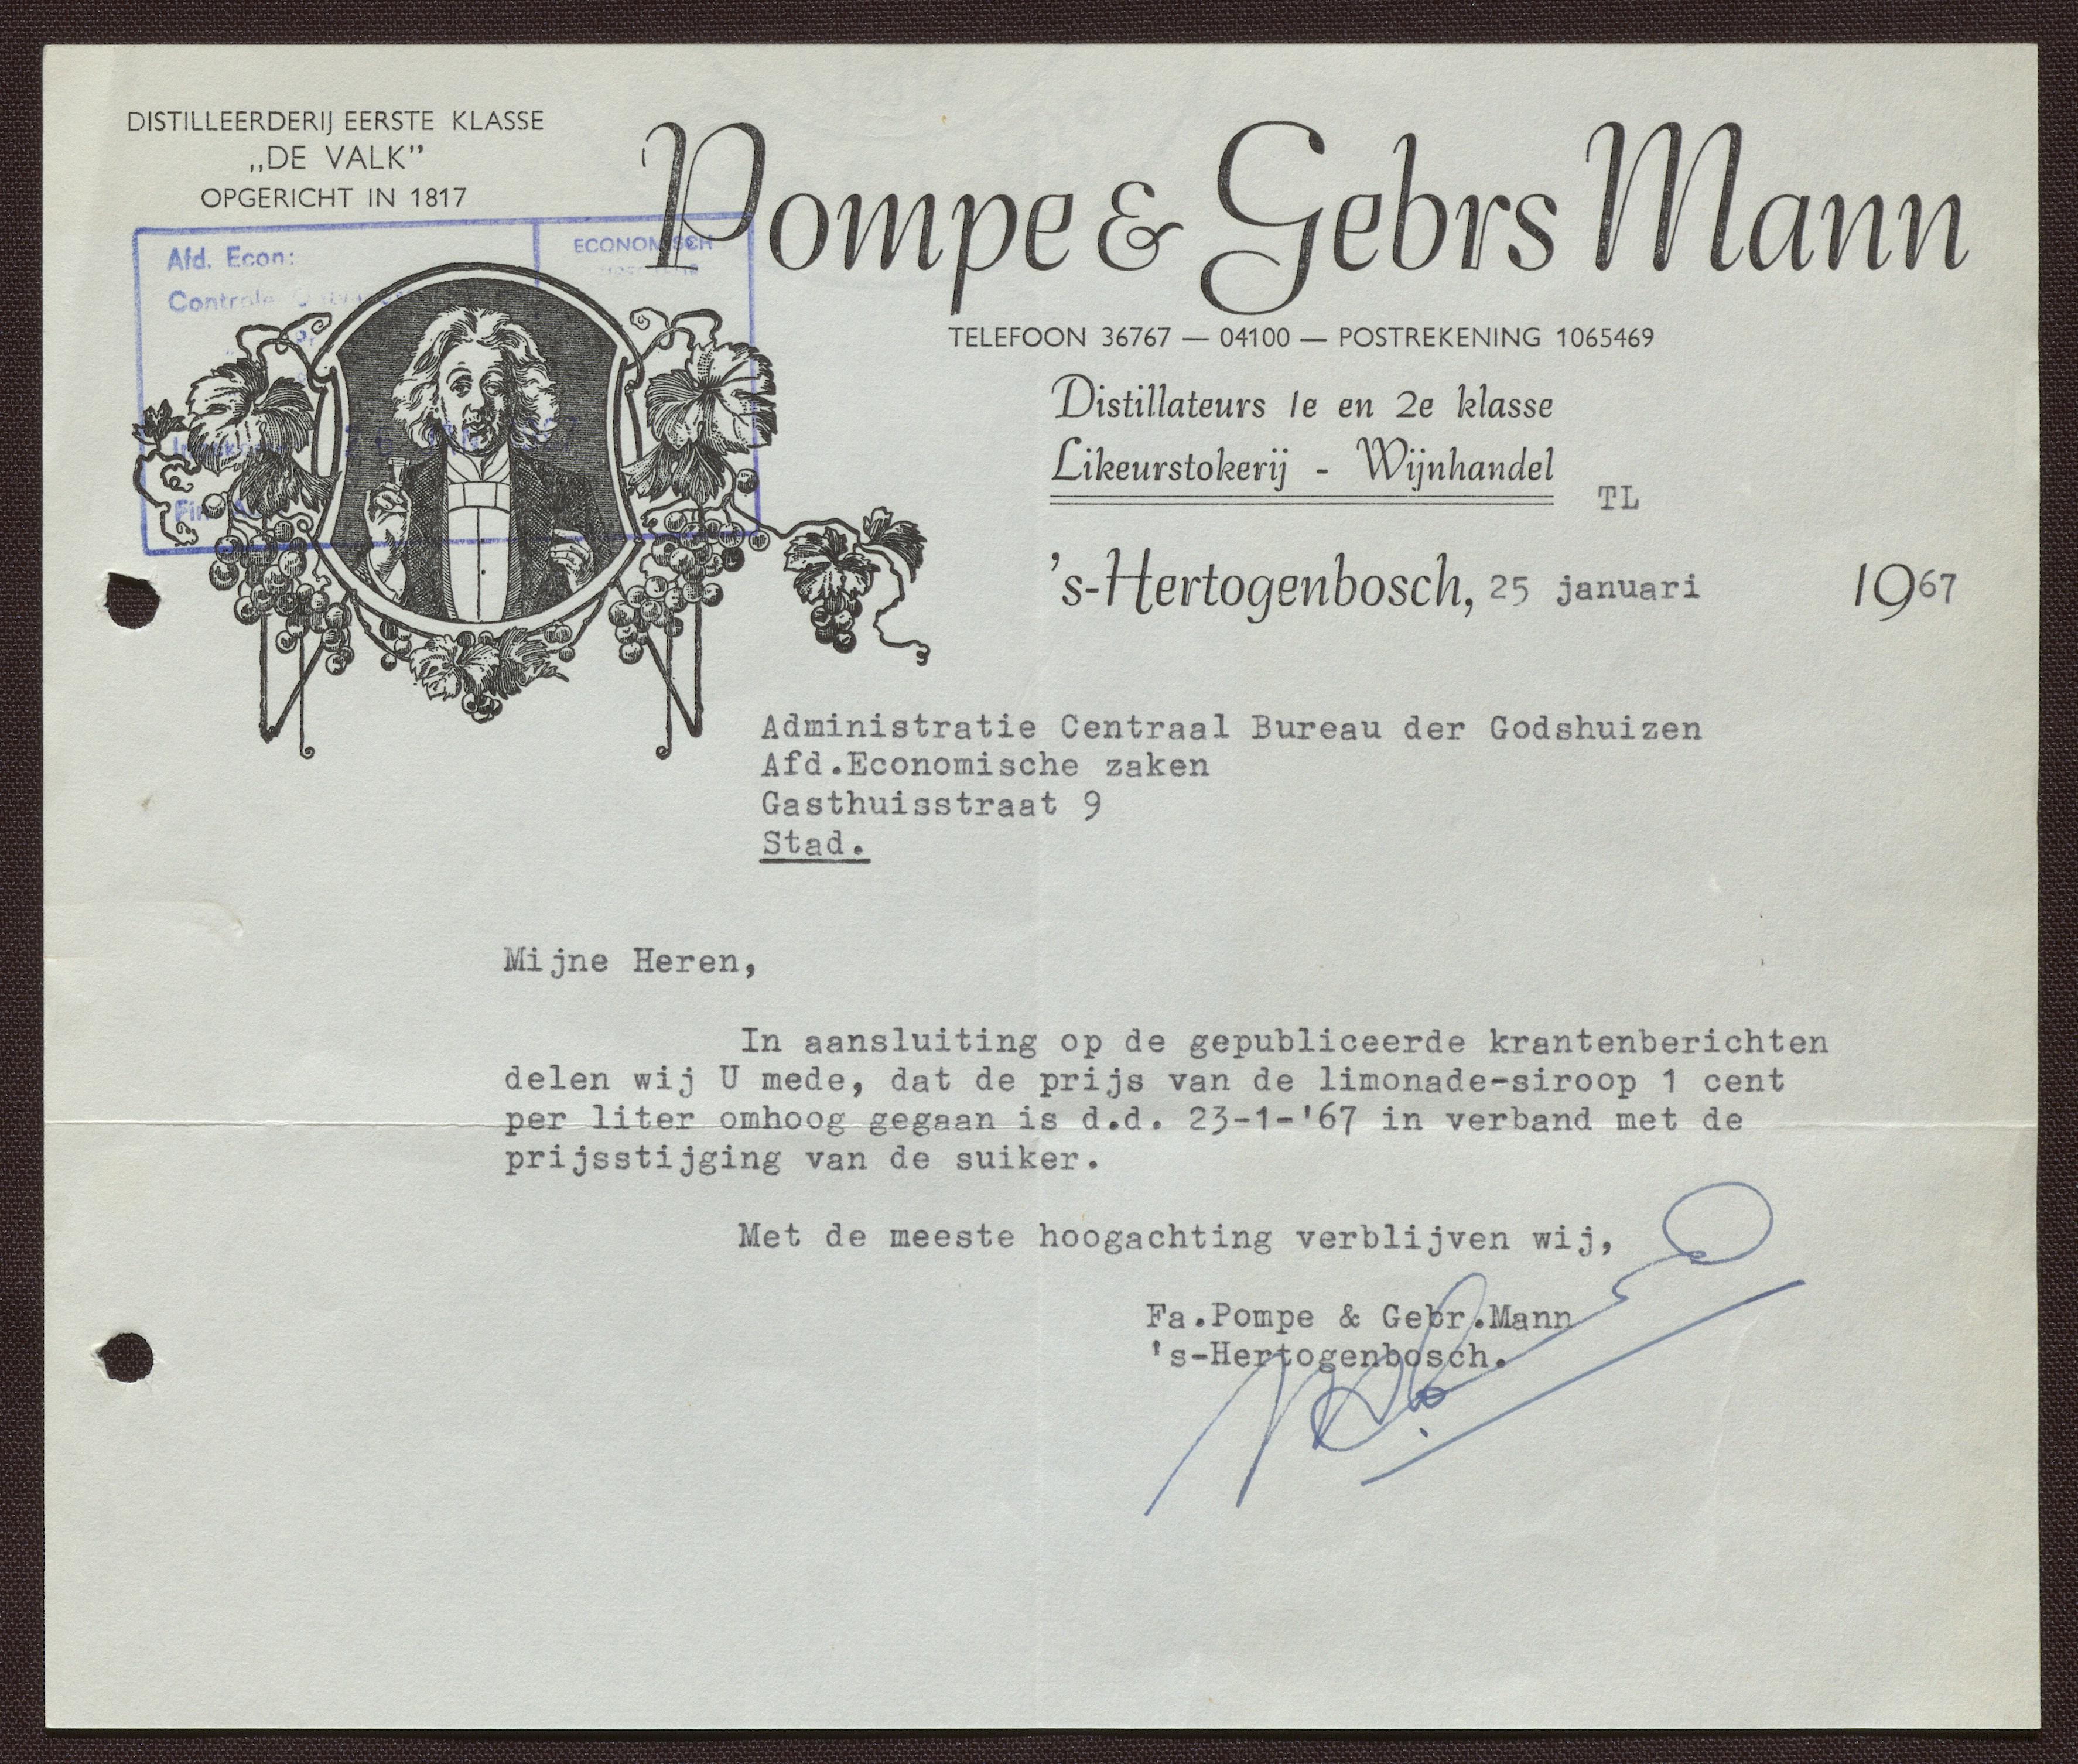 DISTILLEERDERIJ EERSTE KLASSE
„DE VALK”
OPGERICHT IN 1817
Pompe & Gebrs Mann
TELEFOON 36767 — 04100 — POSTREKENING 1065469
Distillateurs 1e en 2e klasse
Likeurstokerij - Wijnhandel
TL
Afd. Econ:
ECONOMISCH
Controle
's-Hertogenbosch, 25 januari 1967
Administratie Centraal Bureau der Godshuizen
Afd.Economische zaken
Gasthuisstraat 9
Stad.
Mijne Heren,
In aansluiting op de gepubliceerde krantenberichten
delen wij U mede, dat de prijs van de limonade-siroop 1 cent
per liter omhoog gegaan is d.d. 23-1-'67 in verband met de
prijsstijging van de suiker.
Met de meeste hoogachting verblijven wij,
Fa.Pompe & Gebr.Mann
's-Hertogenbosch.